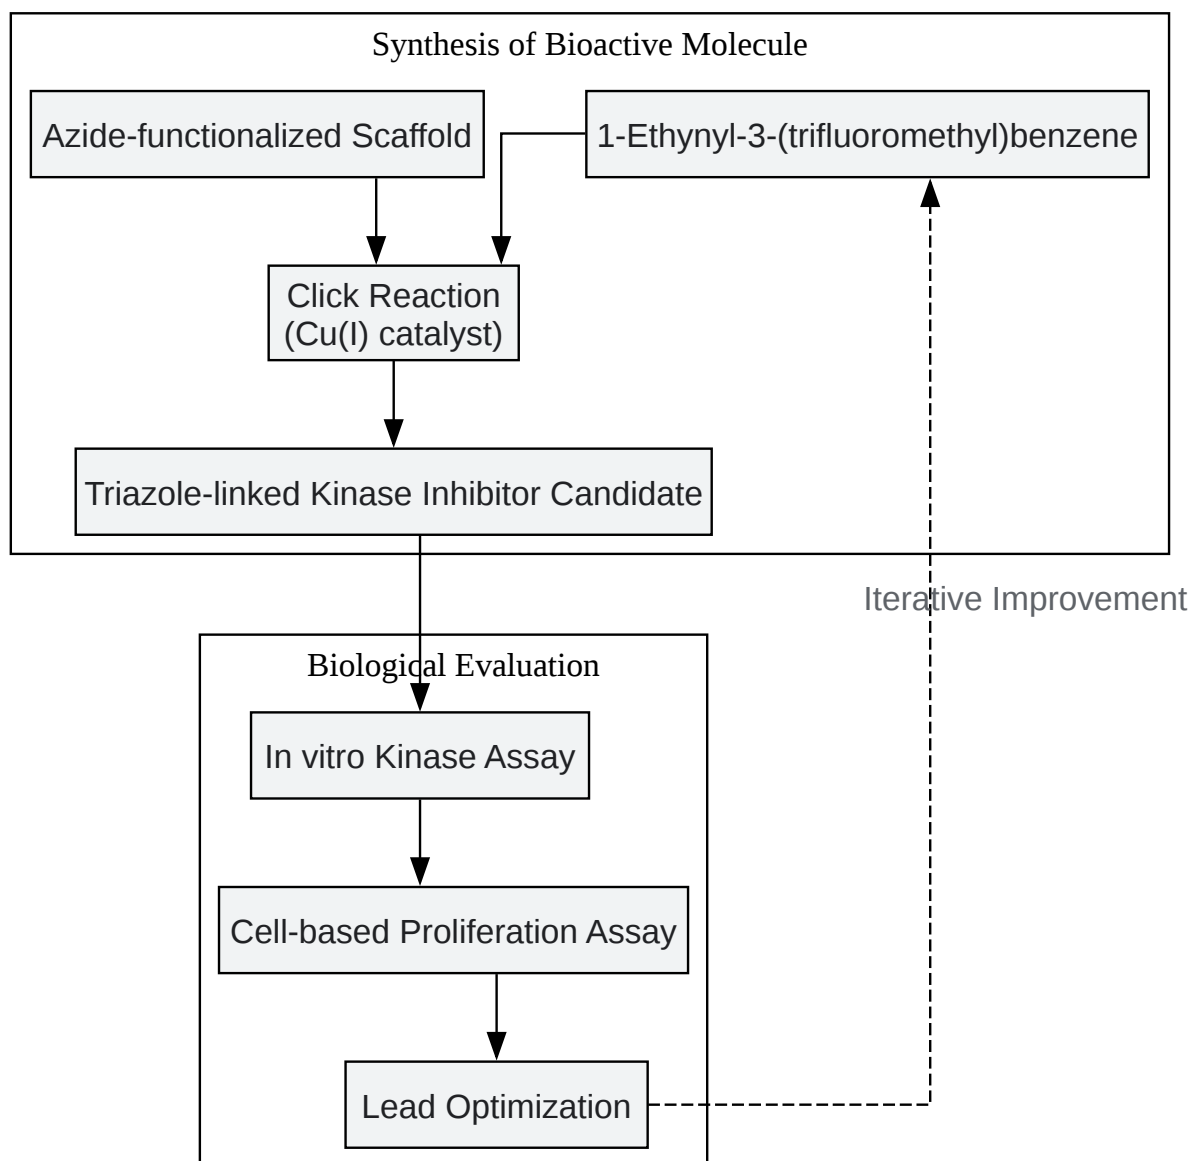 Synthesis of Bioactive Molecule
Azide-functionalized Scaffold
1-Ethynyl-3-(trifluoromethyl)benzene
Click Reaction
(Cu(I) catalyst)
Triazole-linked Kinase Inhibitor Candidate
Iterative Improvement
Biological Evaluation
In vitro Kinase Assay
Cell-based Proliferation Assay
Lead Optimization